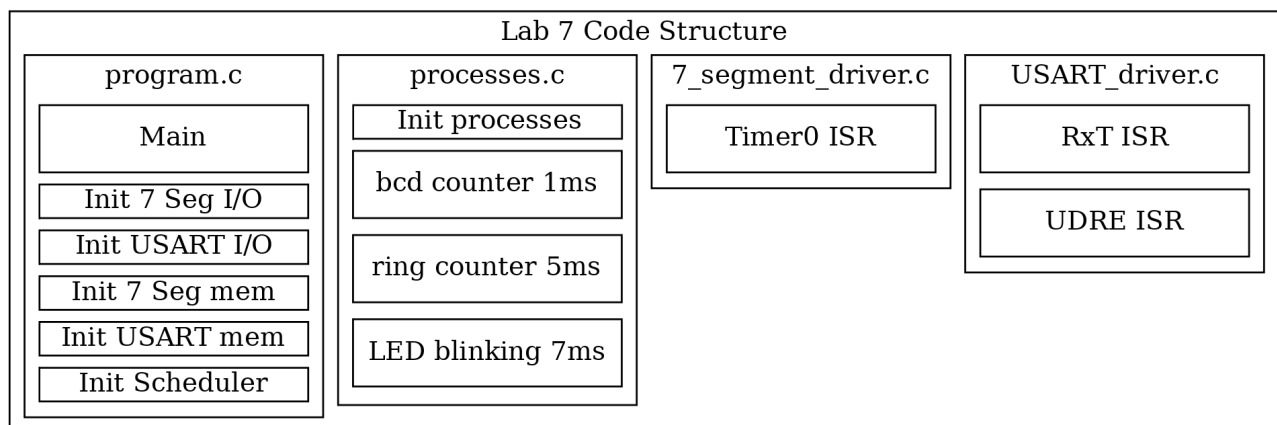 Lab 7 Code Structure
program.c
Main
Init 7 Seg I/O
Init USART I/O
Init 7 Seg mem
Init USART mem
Init Scheduler
processes.c
Init processes
bcd counter 1ms
ring counter 5ms
LED blinking 7ms
7_segment_driver.c
Timer0 ISR
USART_driver.c
RxT ISR
UDRE ISR